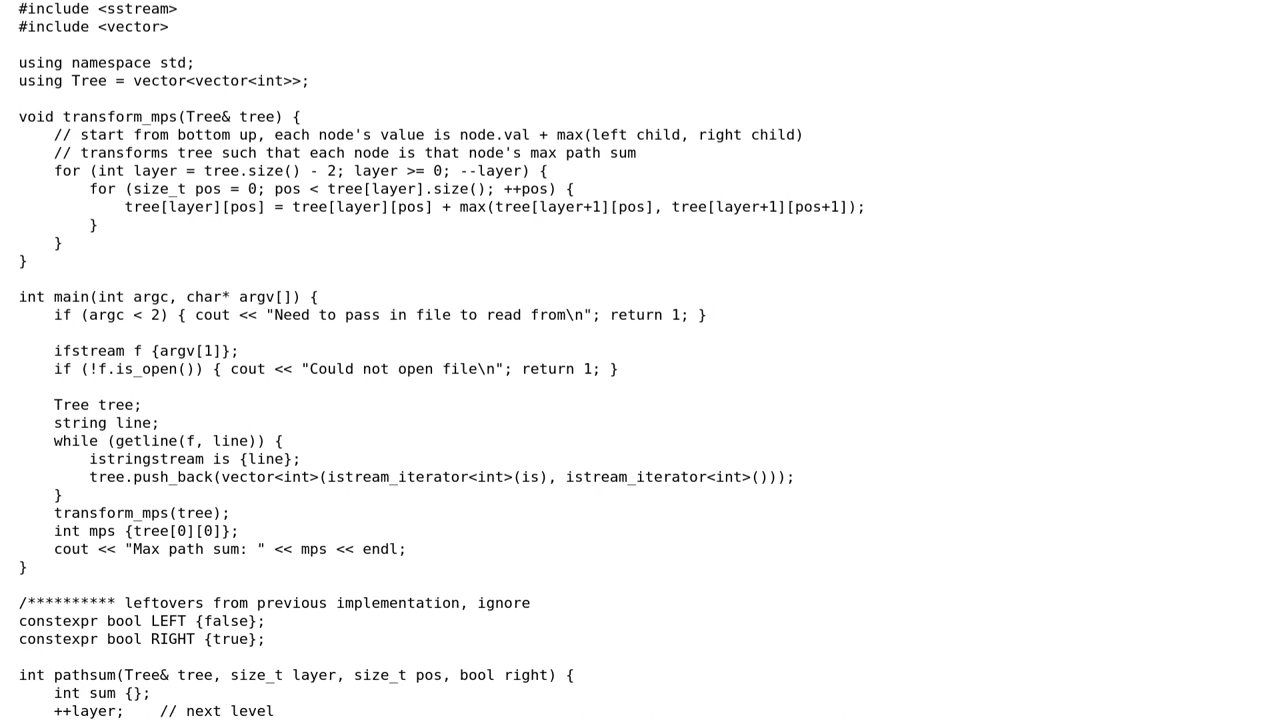 #include <sstream>
#include <vector>

using namespace std;
using Tree = vector<vector<int>>;

void transform_mps(Tree& tree) {
    // start from bottom up, each node's value is node.val + max(left child, right child)
    // transforms tree such that each node is that node's max path sum
    for (int layer = tree.size() - 2; layer >= 0; --layer) {
        for (size_t pos = 0; pos < tree[layer].size(); ++pos) {
            tree[layer][pos] = tree[layer][pos] + max(tree[layer+1][pos], tree[layer+1][pos+1]);
        }
    }
}

int main(int argc, char* argv[]) {
    if (argc < 2) { cout << "Need to pass in file to read from\n"; return 1; }

    ifstream f {argv[1]};
    if (!f.is_open()) { cout << "Could not open file\n"; return 1; }

    Tree tree;
    string line;
    while (getline(f, line)) {
        istringstream is {line};
        tree.push_back(vector<int>(istream_iterator<int>(is), istream_iterator<int>()));
    }
    transform_mps(tree);
    int mps {tree[0][0]};
    cout << "Max path sum: " << mps << endl;
}

/********** leftovers from previous implementation, ignore
constexpr bool LEFT {false};
constexpr bool RIGHT {true};

int pathsum(Tree& tree, size_t layer, size_t pos, bool right) {
    int sum {};
    ++layer;    // next level